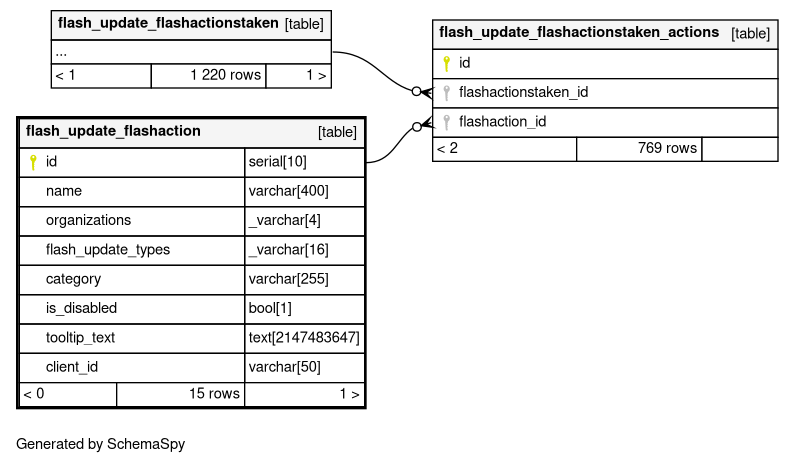 flash_update_flashactionstaken [table]
...
< 1 1 220 rows 1 >
flash_update_flashactionstaken_actions [table]
id
flashactionstaken_id
flashaction_id
< 2 769 rows
flash_update_flashaction [table]
id serial[10]
name varchar[400]
organizations _varchar[4]
flash_update_types _varchar[16]
category varchar[255]
is_disabled bool[1]
tooltip_text text[2147483647]
client_id varchar[50]
< 0 15 rows 1 >
Generated by SchemaSpy